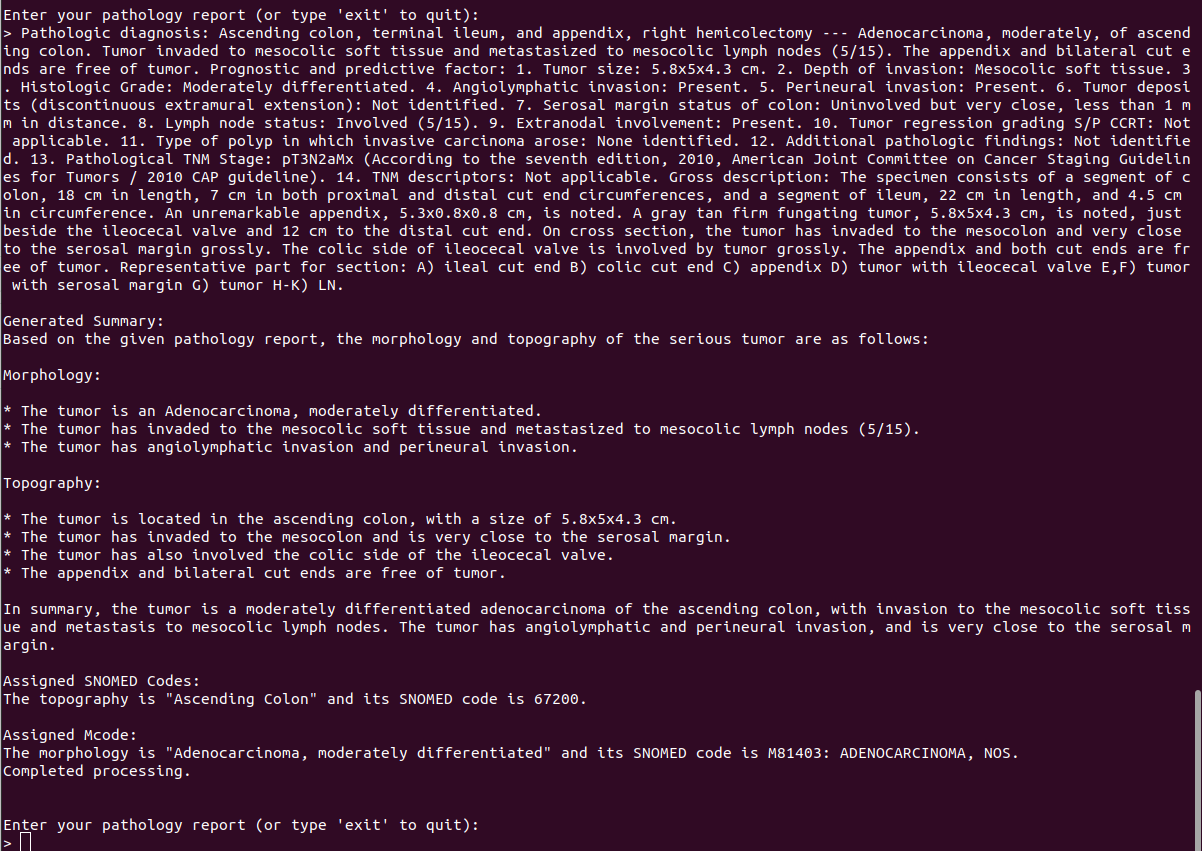 Enter your pathology report (or type 'exit' to quit):
> Pathologic diagnosis: Ascending colon, terminal ileum, and appendix, right hemicolectomy --- Adenocarcinoma, moderately, of ascend
ing colon. Tumor invaded to mesocolic soft tissue and metastasized to mesocolic lymph nodes (5/15). The appendix and bilateral cut e
nds are free of tumor. Prognostic and predictive factor: 1. Tumor size: 5.8x5x4.3 cm. 2. Depth of invasion: Mesocolic soft tissue. 3
. Histologic Grade: Moderately differentiated. 4. Angiolymphatic invasion: Present. 5. Perineural invasion: Present. 6. Tumor deposi
ts (discontinuous extramural extension): Not identified. 7. Serosal margin status of colon: Uninvolved but very close, less than 1 m
m in distance. 8. Lymph node status: Involved (5/15). 9. Extranodal involvement: Present. 10. Tumor regression grading S/P CCRT: Not
 applicable. 11. Type of polyp in which invasive carcinoma arose: None identified. 12. Additional pathologic findings: Not identifie
d. 13. Pathological TNM Stage: pT3N2aMx (According to the seventh edition, 2010, American Joint Committee on Cancer Staging Guidelin
es for Tumors / 2010 CAP guideline). 14. TNM descriptors: Not applicable. Gross description: The specimen consists of a segment of c
olon, 18 cm in length, 7 cm in both proximal and distal cut end circumferences, and a segment of ileum, 22 cm in length, and 4.5 cm
in circumference. An unremarkable appendix, 5.3x0.8x0.8 cm, is noted. A gray tan firm fungating tumor, 5.8x5x4.3 cm, is noted, just
beside the ileocecal valve and 12 cm to the distal cut end. On cross section, the tumor has invaded to the mesocolon and very close
to the serosal margin grossly. The colic side of ileocecal valve is involved by tumor grossly. The appendix and both cut ends are fr
ee of tumor. Representative part for section: A) ileal cut end B) colic cut end C) appendix D) tumor with ileocecal valve E,F) tumor
 with serosal margin G) tumor H-K) LN.
Generated Summary:
Based on the given pathology report, the morphology and topography of the serious tumor are as follows:
Morphology:
* The tumor is an Adenocarcinoma, moderately differentiated.
* The tumor has invaded to the mesocolic soft tissue and metastasized to mesocolic lymph nodes (5/15).
* The tumor has angiolymphatic invasion and perineural invasion.
Topography:
* The tumor is located in the ascending colon, with a size of 5.8x5x4.3 cm.
* The tumor has invaded to the mesocolon and is very close to the serosal margin.
* The tumor has also involved the colic side of the ileocecal valve.
* The appendix and bilateral cut ends are free of tumor.
In summary, the tumor is a moderately differentiated adenocarcinoma of the ascending colon, with invasion to the mesocolic soft tiss
ue and metastasis to mesocolic lymph nodes. The tumor has angiolymphatic and perineural invasion, and is very close to the serosal m
argin.
Assigned SNOMED Codes:
The topography is "Ascending Colon" and its SNOMED code is 67200.
Assigned Mcode:
The morphology is "Adenocarcinoma, moderately differentiated" and its SNOMED code is M81403: ADENOCARCINOMA, NOS.
Completed processing.
Enter your pathology report (or type 'exit' to quit):
>